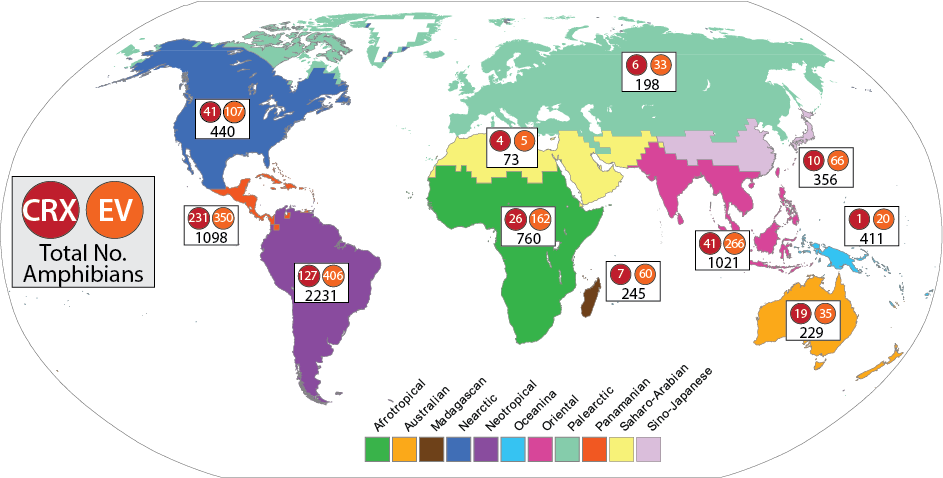 6 33
198
41 107
440
4 5
73
10 66
356
CRX EV
Total No.
Amphibians
231 350
1098
26 162
760
1 20
411
41 266
1021
127 406
2231
7 60
245
19 35
229
Afrotropical
Australian
Madagascan
Nearctic
Neotropical
Oceanina
Oriental
Palearctic
Panamanian
Saharo-Arabian
Sino-Japanese